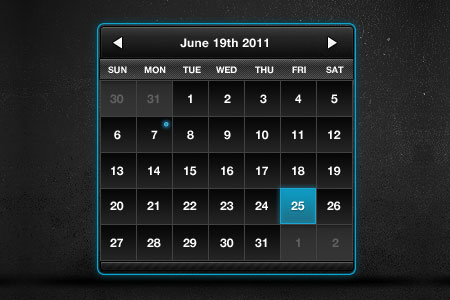 June 19th 2011
SUN MON TUE WED THU FRI SAT
30 31 1 2 3 4 5
6 7 8 9 10 11 12
13 14 15 16 17 18 19
20 21 22 23 24 25 26
27 28 29 30 31 1 2